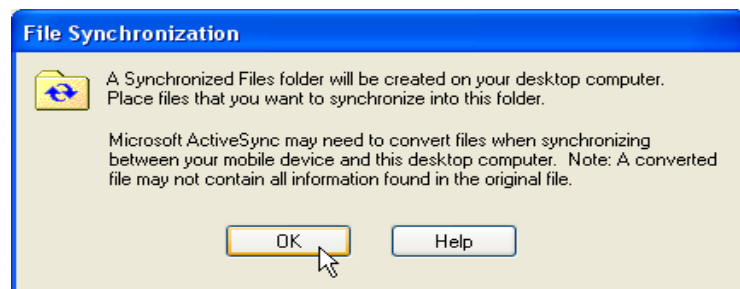 File Synchronization
A Synchronized Files folder will be created on your desktop computer.
Place files that you want to synchronize into this folder.
Microsoft ActiveSync may need to convert files when synchronizing
between your mobile device and this desktop computer.  Note: A converted
file may not contain all information found in the original file.
OK
Help